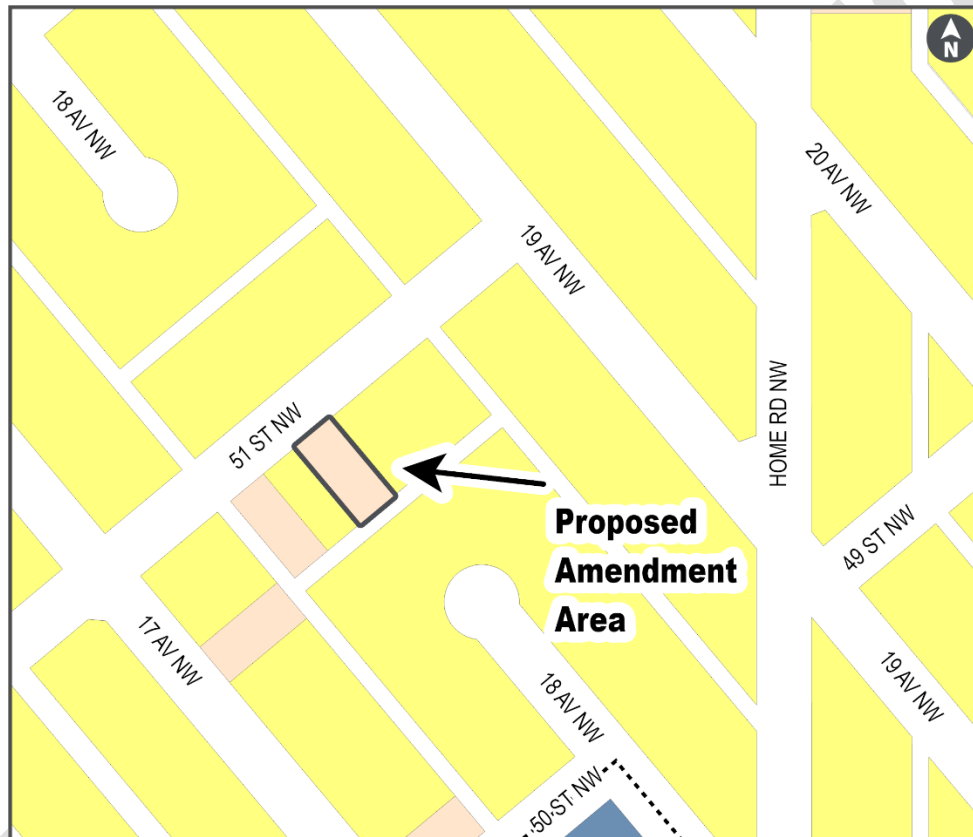 N
18 AV NW
20 AV NW
19 AV NW
HOME RD NW
51 ST NW
Proposed
Amendment
Area
49 ST NW
17 AV NW
18 AV NW
19 AV NW
50 ST NW